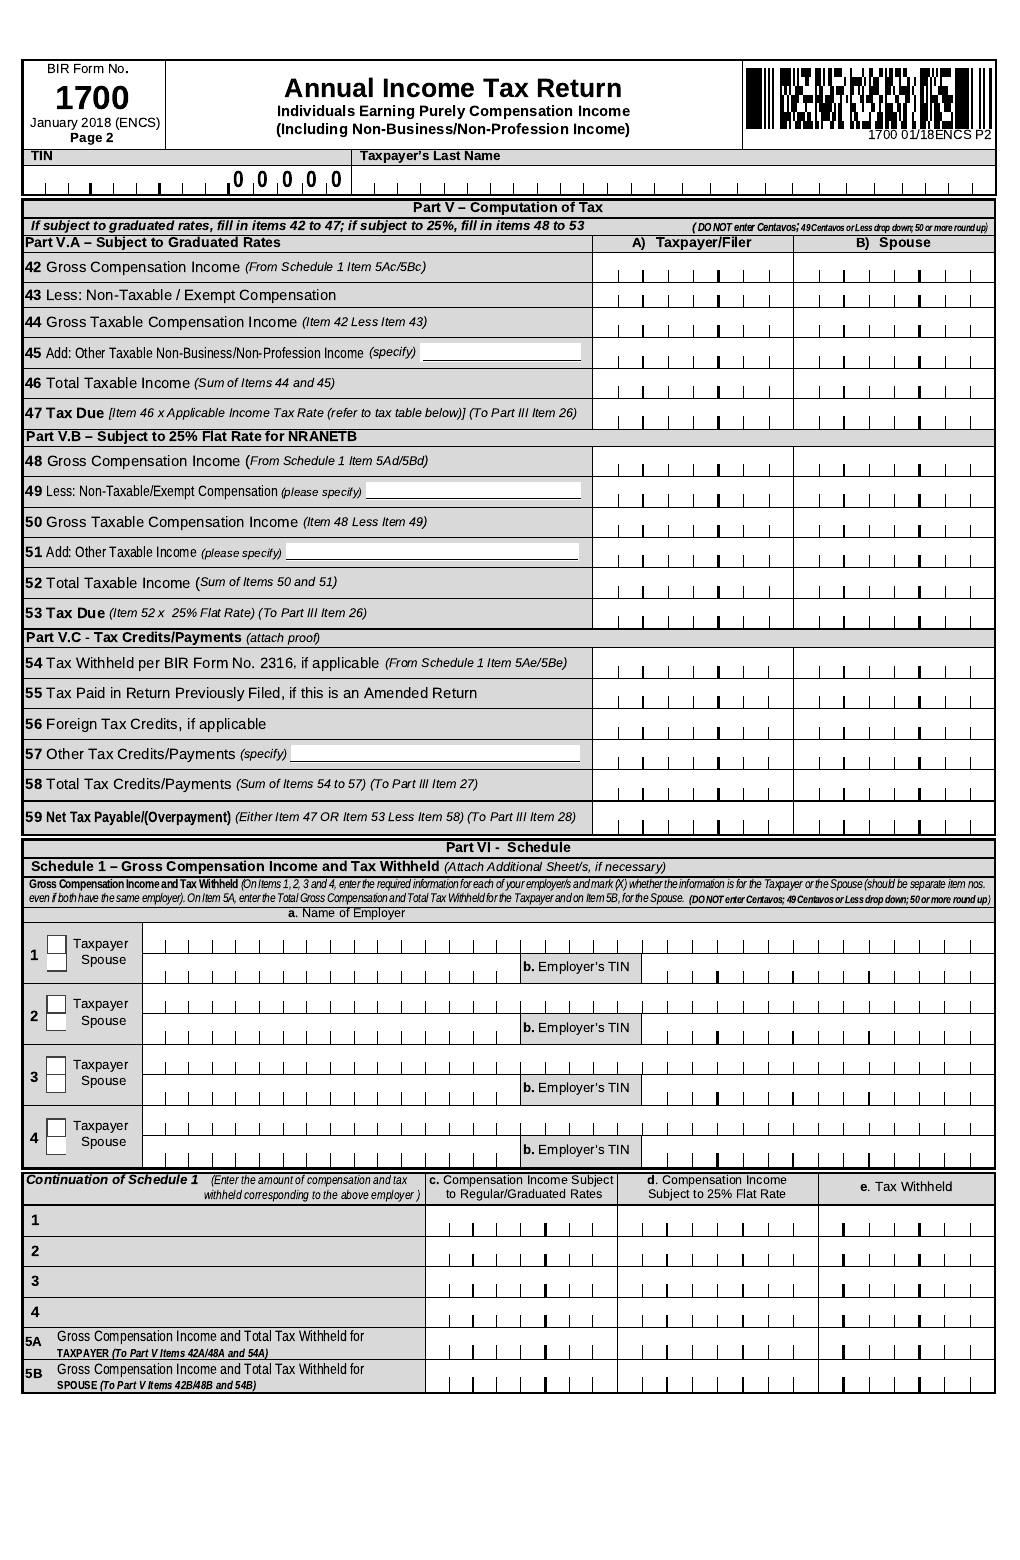 BIR Form No.
1700
January 2018 (ENCS)
Page 2
Annual Income Tax Return
Individuals Earning Purely Compensation Income
(Including Non-Business/Non-Profession Income)
1700 01/18ENCS P2
TIN
Taxpayer's Last Name
0 0 0 0 0
Part V – Computation of Tax
If subject to graduated rates, fill in items 42 to 47; if subject to 25%, fill in items 48 to 53 ( DO NOT enter Centavos; 49 Centavos or Less drop down; 50 or more round up)
Part V.A – Subject to Graduated Rates A) Taxpayer/Filer B) Spouse
42 Gross Compensation Income (From Schedule 1 Item 5Ac/5Bc)
43 Less: Non-Taxable / Exempt Compensation
44 Gross Taxable Compensation Income (Item 42 Less Item 43)
45 Add: Other Taxable Non-Business/Non-Profession Income (specify)
46 Total Taxable Income (Sum of Items 44 and 45)
47 Tax Due [Item 46 x Applicable Income Tax Rate (refer to tax table below)] (To Part III Item 26)
Part V.B – Subject to 25% Flat Rate for NRANETB
48 Gross Compensation Income (From Schedule 1 Item 5Ad/5Bd)
49 Less: Non-Taxable/Exempt Compensation (please specify)
50 Gross Taxable Compensation Income (Item 48 Less Item 49)
51 Add: Other Taxable Income (please specify)
52 Total Taxable Income (Sum of Items 50 and 51)
53 Tax Due (Item 52 x 25% Flat Rate) (To Part III Item 26)
Part V.C - Tax Credits/Payments (attach proof)
54 Tax Withheld per BIR Form No. 2316, if applicable (From Schedule 1 Item 5Ae/5Be)
55 Tax Paid in Return Previously Filed, if this is an Amended Return
56 Foreign Tax Credits, if applicable
57 Other Tax Credits/Payments (specify)
58 Total Tax Credits/Payments (Sum of Items 54 to 57) (To Part III Item 27)
59 Net Tax Payable/(Overpayment) (Either Item 47 OR Item 53 Less Item 58) (To Part III Item 28)
Part VI - Schedule
Schedule 1 – Gross Compensation Income and Tax Withheld (Attach Additional Sheet/s, if necessary)
Gross Compensation Income and Tax Withheld (On Items 1, 2, 3 and 4, enter the required information for each of your employer/s and mark (X) whether the information is for the Taxpayer or the Spouse (should be separate item nos.
even if both have the same employer). On Item 5A, enter the Total Gross Compensation and Total Tax Withheld for the Taxpayer and on Item 5B, for the Spouse. (DO NOT enter Centavos; 49 Centavos or Less drop down; 50 or more round up)
a. Name of Employer
1 Taxpayer
Spouse
b. Employer's TIN
2 Taxpayer
Spouse
b. Employer's TIN
3 Taxpayer
Spouse
b. Employer's TIN
4 Taxpayer
Spouse
b. Employer's TIN
Continuation of Schedule 1 (Enter the amount of compensation and tax
withheld corresponding to the above employer )
c. Compensation Income Subject
to Regular/Graduated Rates
d. Compensation Income
Subject to 25% Flat Rate
e. Tax Withheld
1
2
3
4
5A Gross Compensation Income and Total Tax Withheld for
TAXPAYER (To Part V Items 42A/48A and 54A)
5B Gross Compensation Income and Total Tax Withheld for
SPOUSE (To Part V Items 42B/48B and 54B)